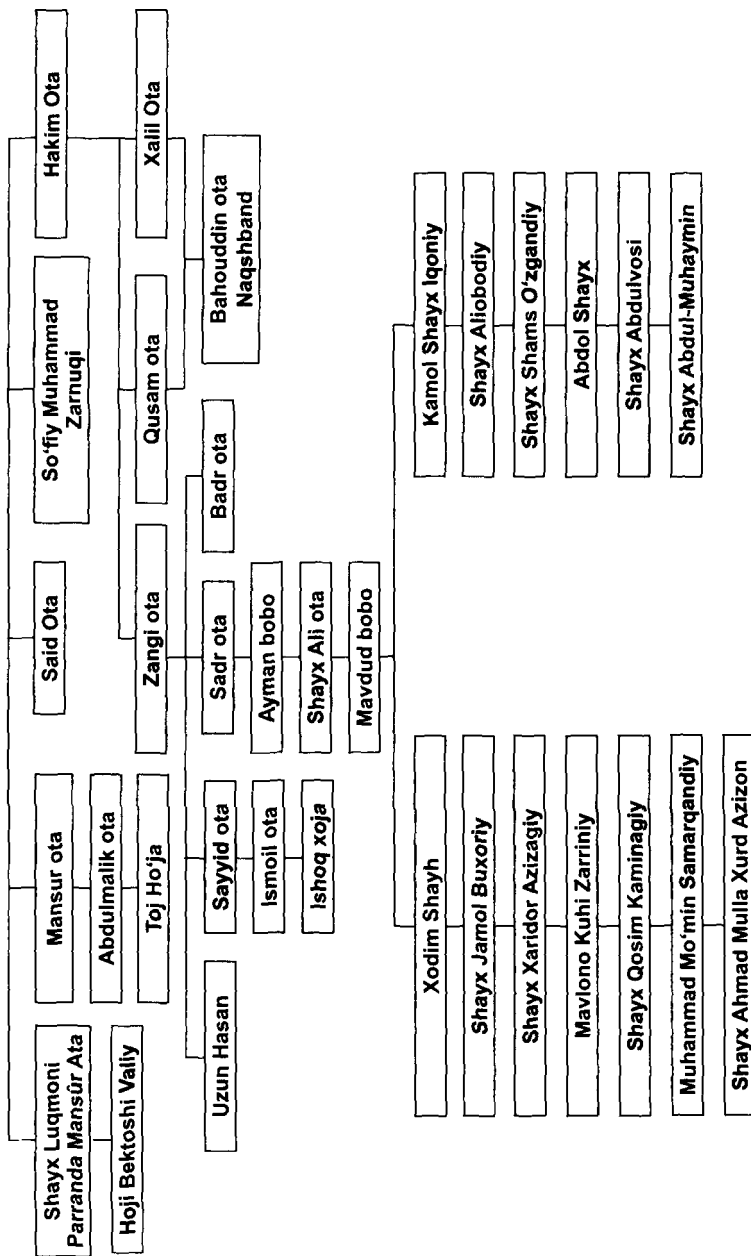 Shayx Luqmoni
Parranda Mansûr Ata
Hoji Bektoshi Valiy
Mansur ota
Abdulmalik ota
Toj Ho‘ja
Said Ota
So‘fiy Muhammad
Zarnuqi
Hakim Ota
Zangi ota
Qusam ota
Xalil Ota
Uzun Hasan
Sayyid ota
Ismoil ota
Ishoq xoja
Sadr ota
Badr ota
Bahouddin ota
Naqshband
Ayman bobo
Shayx Ali ota
Mavdud bobo
Xodim Shayh
Shayx Jamol Buxoriy
Shayx Xaridor Azizagiy
Mavlono Kuhi Zarriniy
Shayx Qosim Kaminagiy
Muhammad Mo‘min Samarqandiy
Shayx Ahmad Mulla Xurd Azizon
Kamol Shayx Iqoniy
Shayx Aliobodiy
Shayx Shams O‘zgandiy
Abdol Shayx
Shayx Abdulvosi
Shayx Abdul-Muhaymin